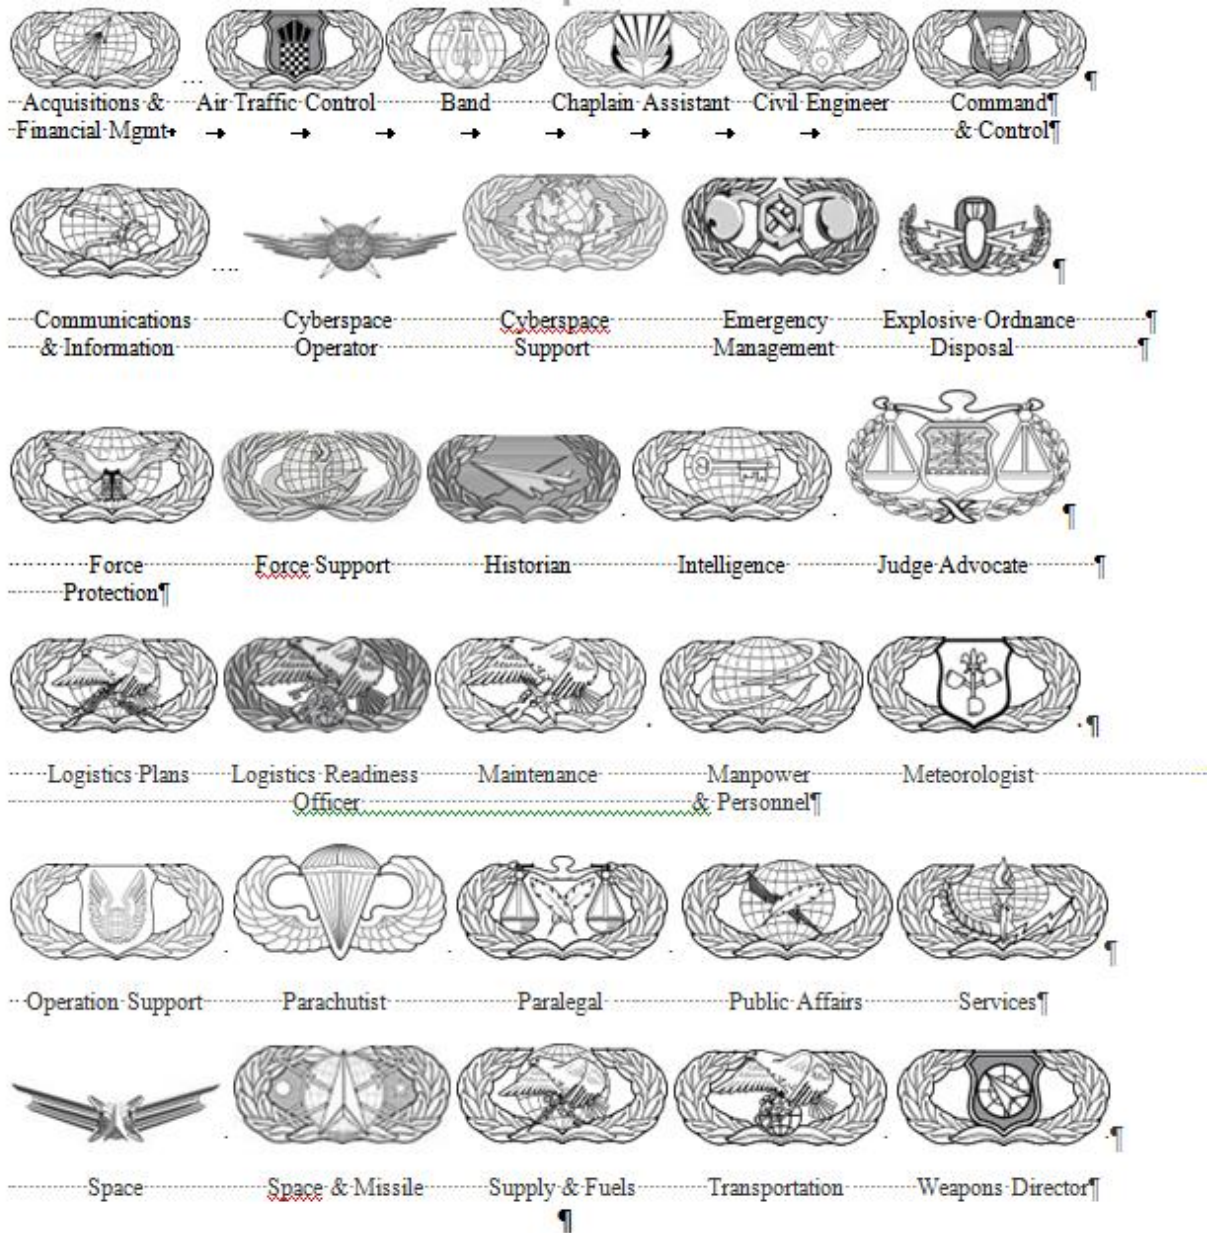 Acquisitions & Air Traffic Control Band Chaplain Assistant Civil Engineer Command¶
Financial Mgmt → → → → → → → → & Control¶
Communications Cyberspace Cyberspace Emergency Explosive Ordnance ¶
& Information Operator Support Management Disposal ¶
Force Force Support Historian Intelligence Judge Advocate ¶
Protection¶
Logistics Plans Logistics Readiness Maintenance Manpower Meteorologist
Officer & Personnel¶
Operation Support Parachutist Paralegal Public Affairs Services¶
Space Space & Missile Supply & Fuels Transportation Weapons Director¶
¶